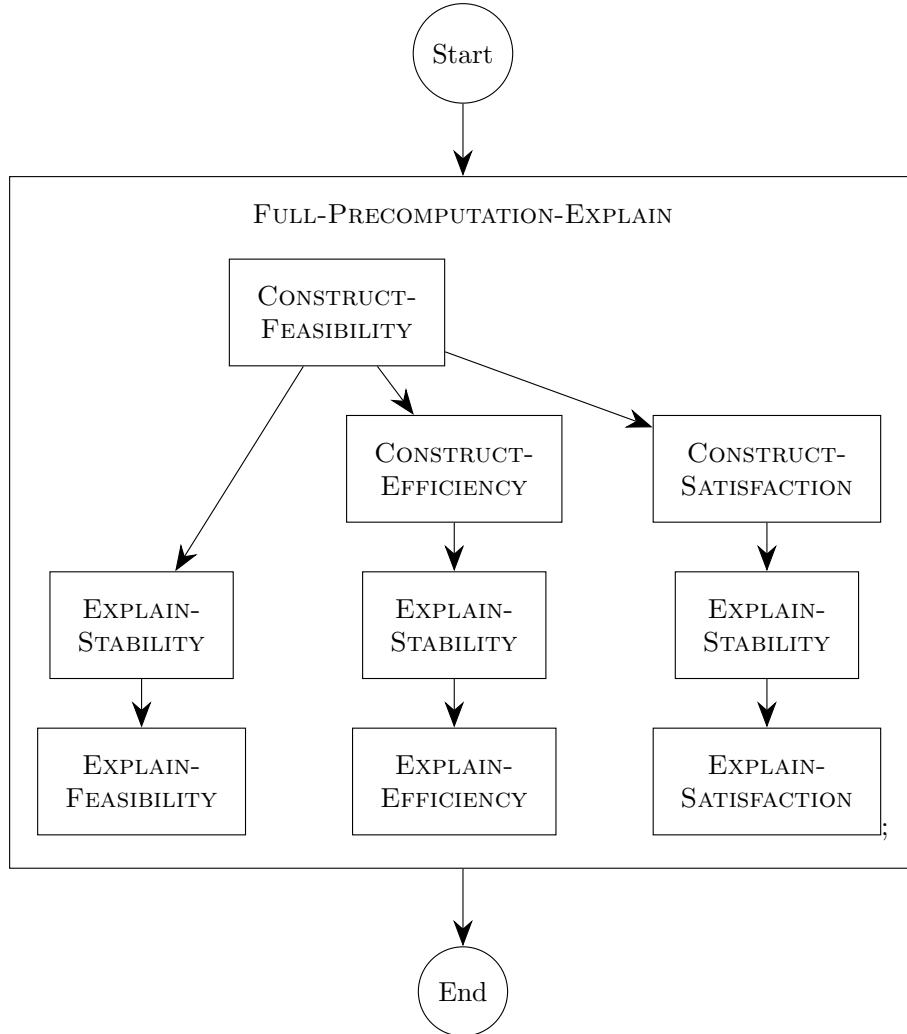 Start
Full-Precomputation-Explain
Construct-
Feasibility
Construct-
Efficiency
Construct-
Satisfaction
Explain-
Stability
Explain-
Stability
Explain-
Stability
Explain-
Feasibility
Explain-
Efficiency
Explain-
Satisfaction
;
End